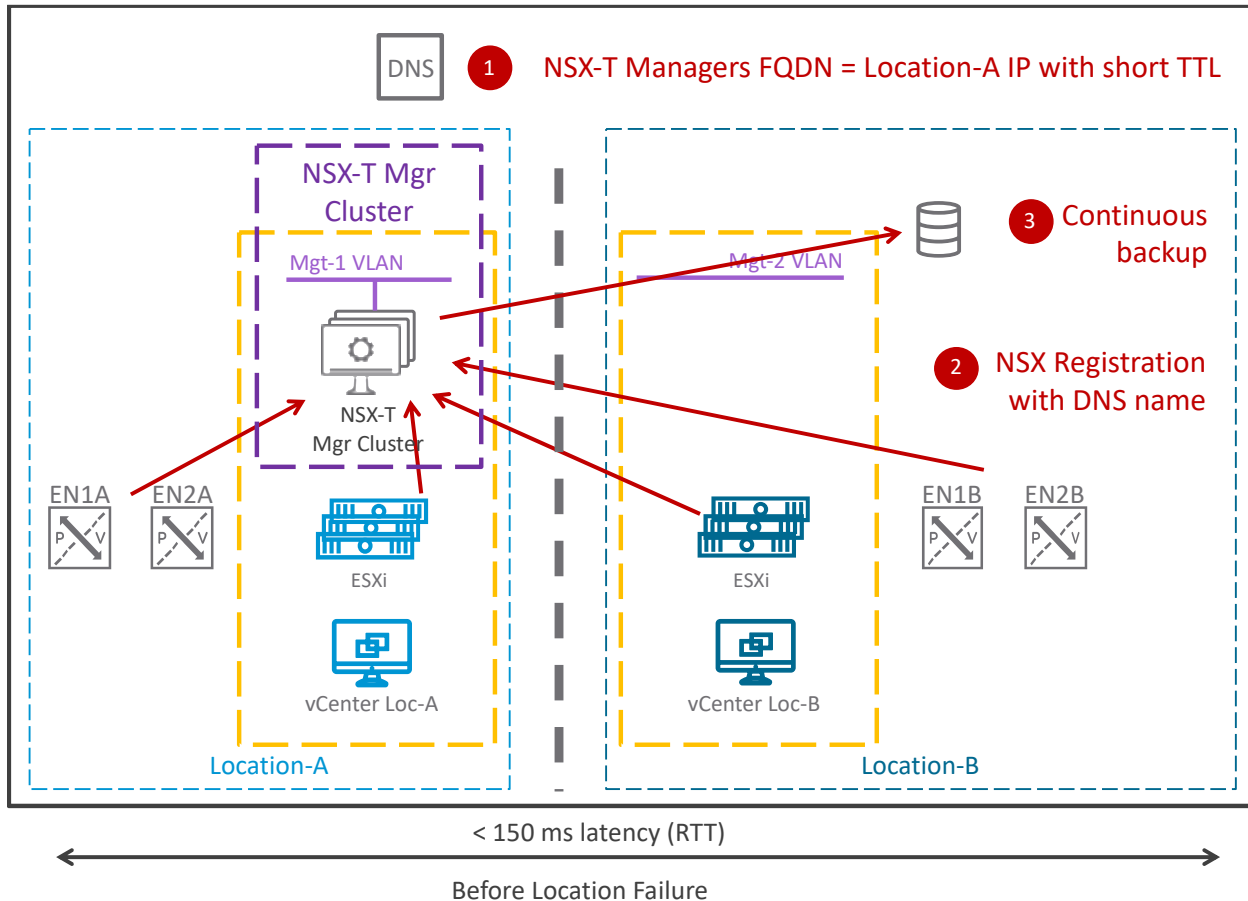 DNS
1
NSX-T Managers FQDN = Location-A IP with short TTL
NSX-T Mgr
Cluster
Mgt-1 VLAN
NSX-T
Mgr Cluster
Mgt-2 VLAN
3
Continuous
backup
2
NSX Registration
with DNS name
EN1A
P V
EN2A
P V
ESXi
vCenter Loc-A
Location-A
ESXi
vCenter Loc-B
EN1B
P V
EN2B
P V
Location-B
< 150 ms latency (RTT)
Before Location Failure